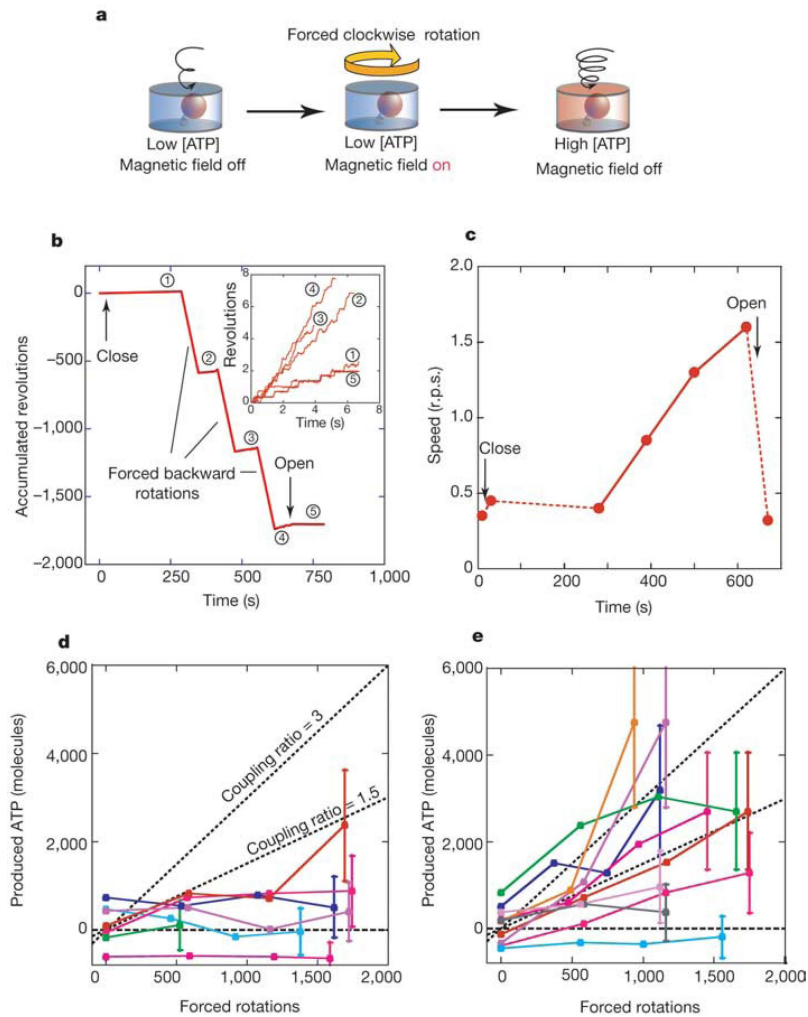 a
Forced clockwise rotation
Low [ATP]
Magnetic field off
Low [ATP]
Magnetic field on
High [ATP]
Magnetic field off
b
Accumulated revolutions
0
−500
−1,000
−1,500
−2,000
0
250
500
750
1,000
Time (s)
①
Close
②
Forced backward
rotations
③
Open
④
⑤
Revolutions
8
6
4
2
0
0
2
4
6
8
Time (s)
④
②
③
①
⑤
c
Speed (r.p.s.)
2.0
1.5
1.0
0.5
0
0
200
400
600
Time (s)
Close
Open
d
Produced ATP (molecules)
6,000
4,000
2,000
0
0
500
1,000
1,500
2,000
Forced rotations
Coupling ratio = 3
Coupling ratio = 1.5
e
Produced ATP (molecules)
6,000
4,000
2,000
0
0
500
1,000
1,500
2,000
Forced rotations